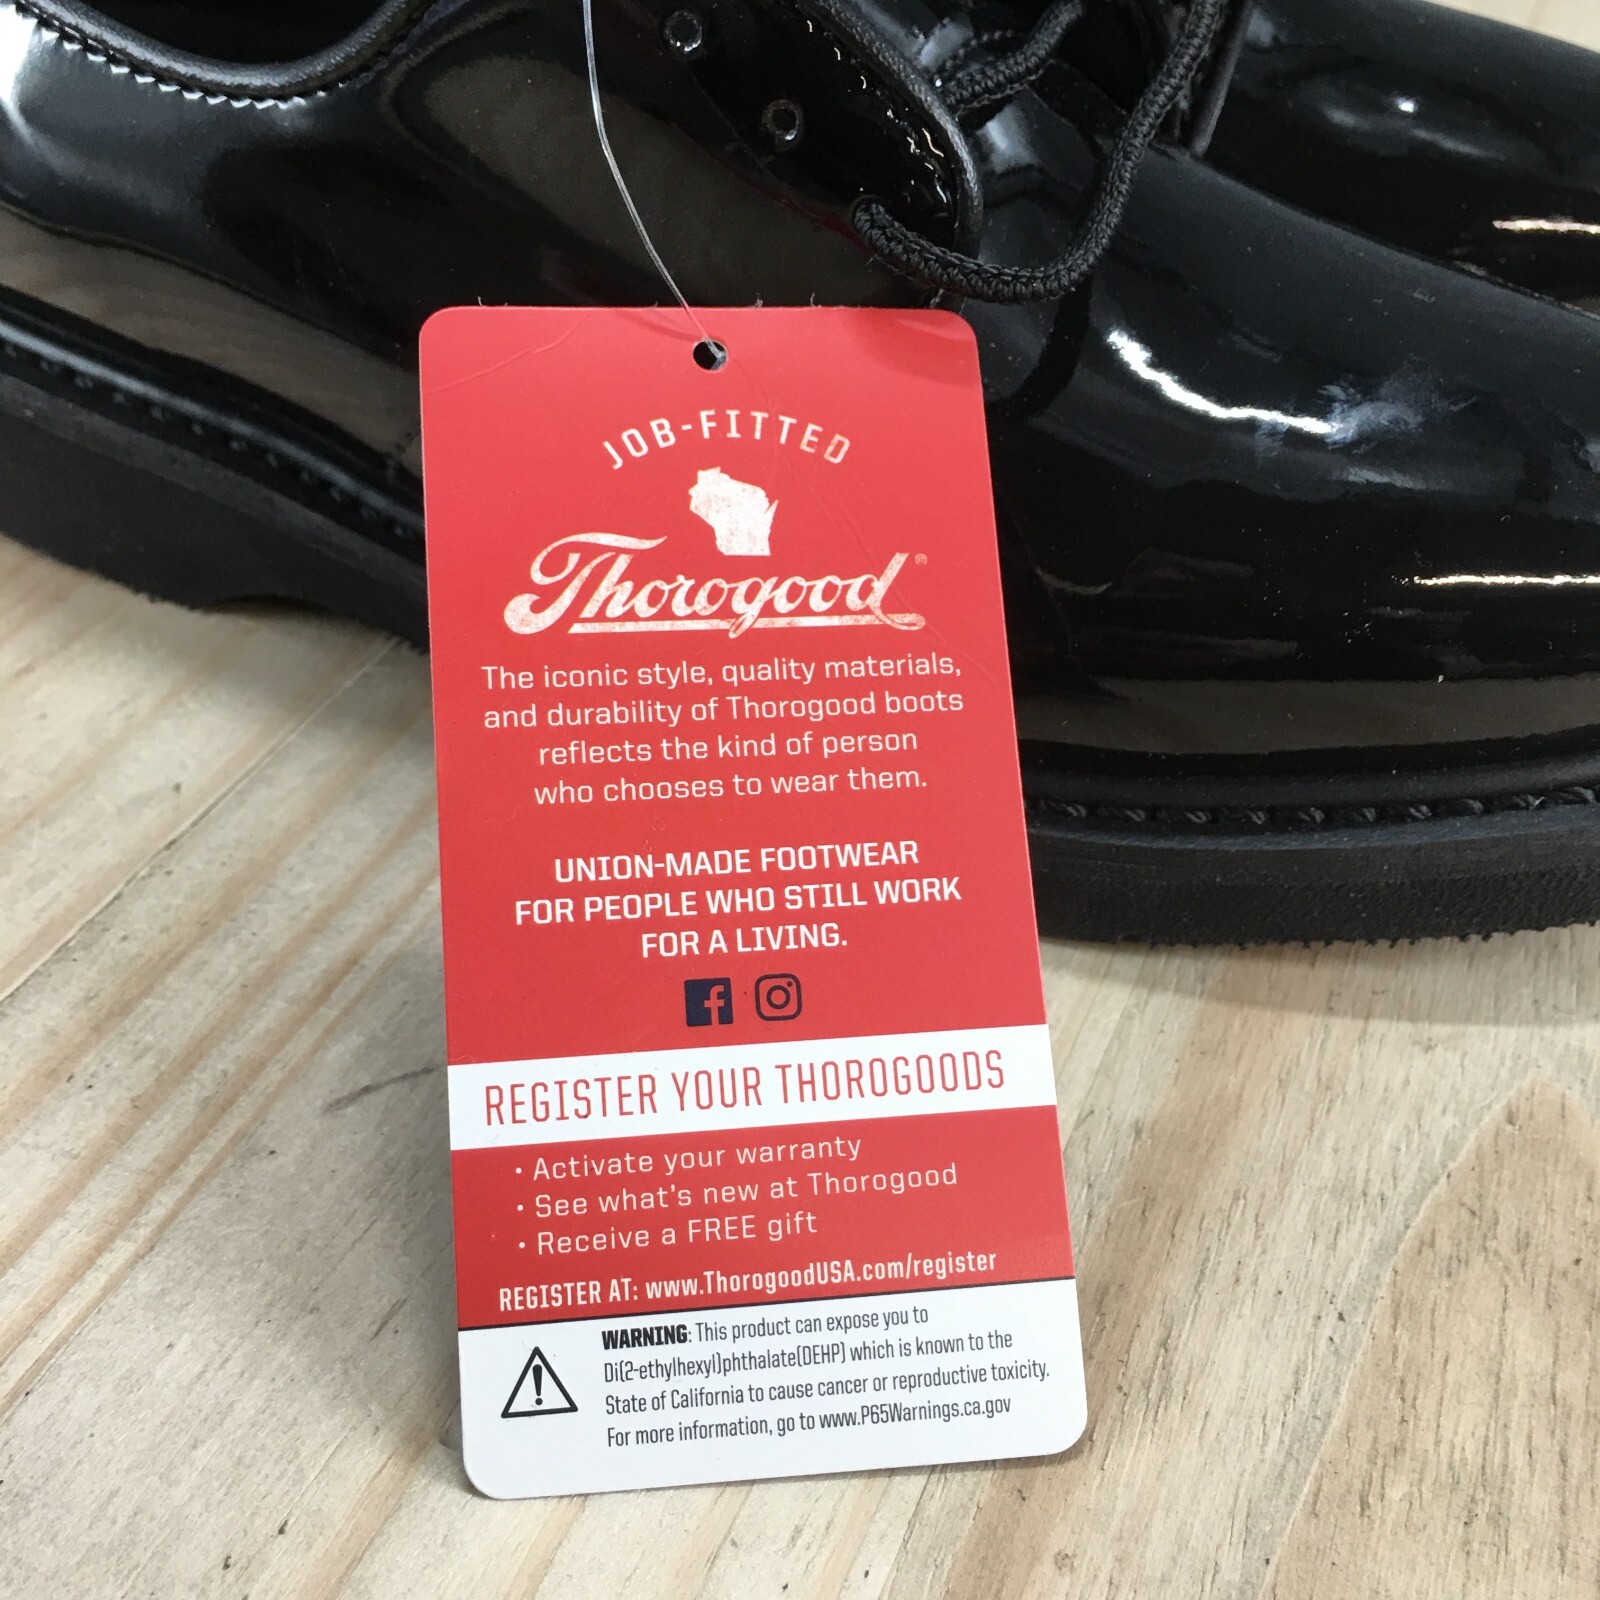 JOB-FITTED
Thorogood®
The iconic style, quality materials,
and durability of Thorogood boots
reflects the kind of person
who chooses to wear them.
UNION-MADE FOOTWEAR
FOR PEOPLE WHO STILL WORK
FOR A LIVING.
REGISTER YOUR THOROGOODS
• Activate your warranty
• See what's new at Thorogood
• Receive a FREE gift
REGISTER AT: www.ThorogoodUSA.com/register
WARNING: This product can expose you to
Di(2-ethylhexyl)phthalate(DEHP) which is known to the
State of California to cause cancer or reproductive toxicity.
For more information, go to www.P65Warnings.ca.gov